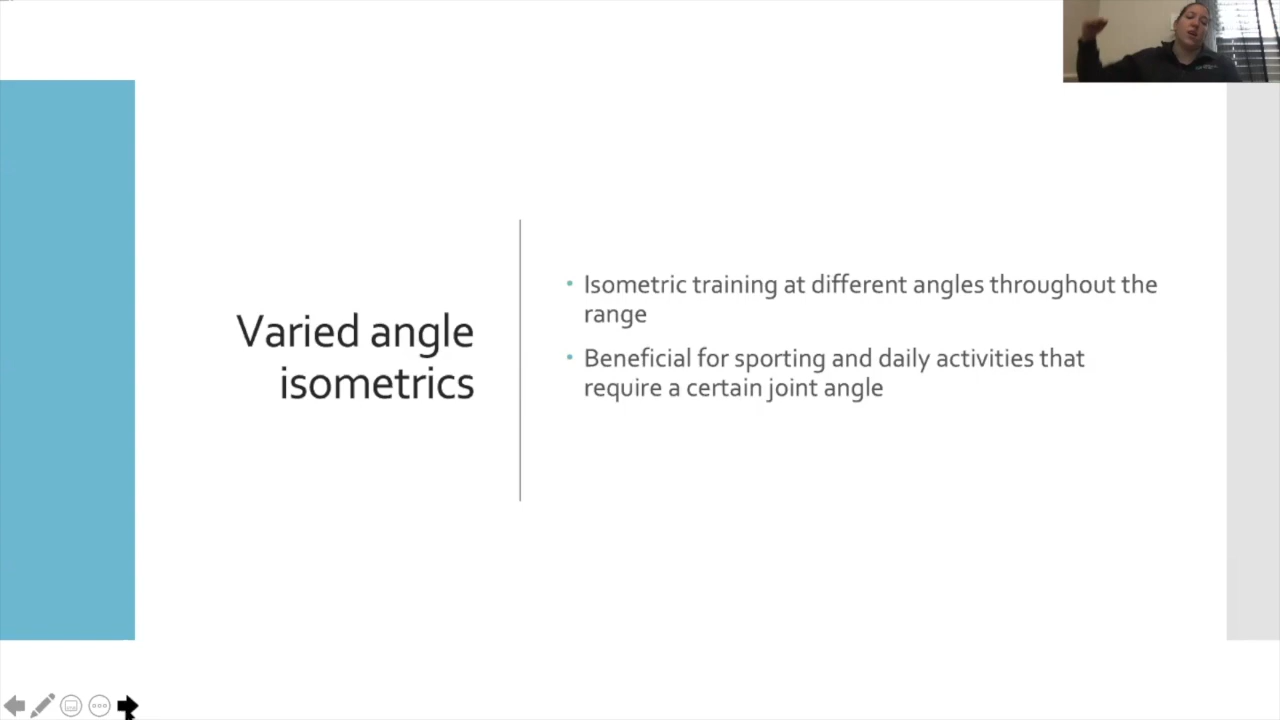 Varied angle
isometrics
• Isometric training at different angles throughout the
range
• Beneficial for sporting and daily activities that
require a certain joint angle